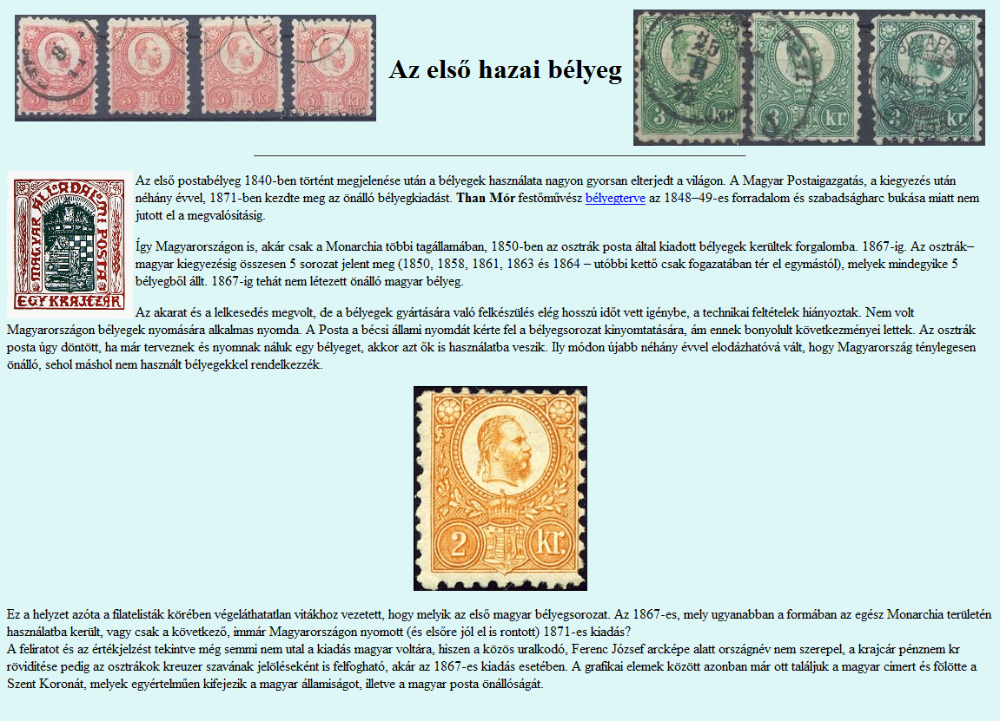 Az első hazai bélyeg
5 kr
5 kr
5 kr
5 kr
3 kr.
3 kr.
3 kr.
MAGYAR ÁLLADALMI POSTA
EGY KRAJCZÁR
Az első postabélyeg 1840-ben történt megjelenése után a bélyegek használata nagyon gyorsan elterjedt a világon. A Magyar Postaigazgatás, a kiegyezés után
néhány évvel, 1871-ben kezdte meg az önálló bélyegkiadást. Than Mór festőművész bélyegterve az 1848–49-es forradalom és szabadságharc bukása miatt nem
jutott el a megvalósításig.
Így Magyarországon is, akár csak a Monarchia többi tagállamában, 1850-ben az osztrák posta által kiadott bélyegek kerültek forgalomba. 1867-ig. Az osztrák–
magyar kiegyezésig összesen 5 sorozat jelent meg (1850, 1858, 1861, 1863 és 1864 – utóbbi kettő csak fogazatában tér el egymástól), melyek mindegyike 5
bélyegből állt. 1867-ig tehát nem létezett önálló magyar bélyeg.
Az akarat és a lelkesedés megvolt, de a bélyegek gyártására való felkészülés elég hosszú időt vett igénybe, a technikai feltételek hiányoztak. Nem volt
Magyarországon bélyegek nyomására alkalmas nyomda. A Posta a bécsi állami nyomdát kérte fel a bélyegsorozat kinyomtatására, ám ennek bonyolult következményei lettek. Az osztrák
posta úgy döntött, ha már terveznek és nyomnak náluk egy bélyeget, akkor azt ők is használatba veszik. Ily módon újabb néhány évvel elodázhatóvá vált, hogy Magyarország ténylegesen
önálló, sehol máshol nem használt bélyegekkel rendelkezzék.
2 kr.
Ez a helyzet azóta a filatelisták körében végeláthatatlan vitákhoz vezetett, hogy melyik az első magyar bélyegsorozat. Az 1867-es, mely ugyanabban a formában az egész Monarchia területén
használatba került, vagy csak a következő, immár Magyarországon nyomott (és elsőre jól el is rontott) 1871-es kiadás?
A feliratot és az értékjelzést tekintve még semmi nem utal a kiadás magyar voltára, hiszen a közös uralkodó, Ferenc József arcképe alatt országnév nem szerepel, a krajcár pénznem kr
rövidítése pedig az osztrákok kreuzer szavának jelöléseként is felfogható, akár az 1867-es kiadás esetében. A grafikai elemek között azonban már ott találjuk a magyar címert és fölötte a
Szent Koronát, melyek egyértelműen kifejezik a magyar államiságot, illetve a magyar posta önállóságát.